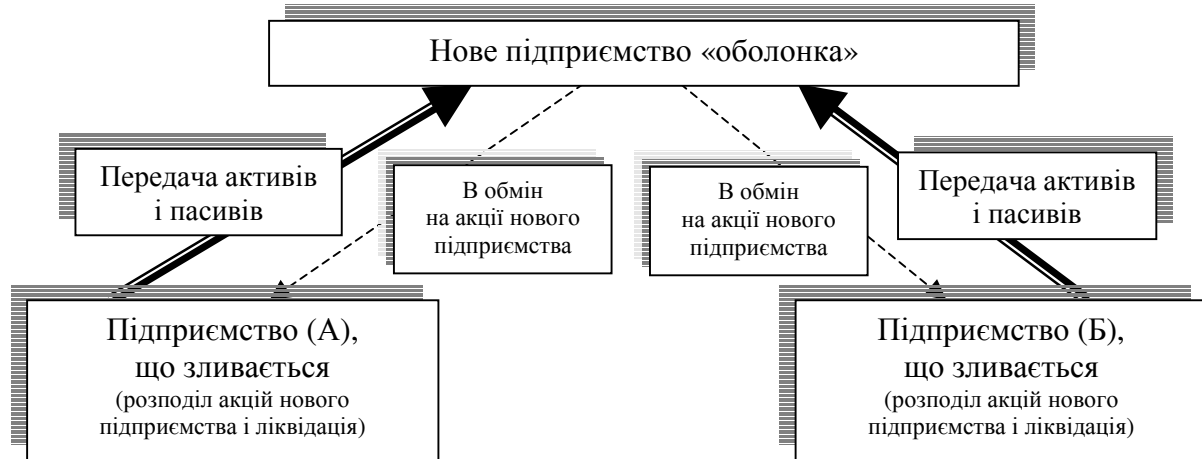 Нове підприємство «оболонка»
Передача активів
і пасивів
В обмін
на акції нового
підприємства
В обмін
на акції нового
підприємства
Передача активів
і пасивів
Підприємство (А),
що зливається
(розподіл акцій нового
підприємства і ліквідація)
Підприємство (Б),
що зливається
(розподіл акцій нового
підприємства і ліквідація)